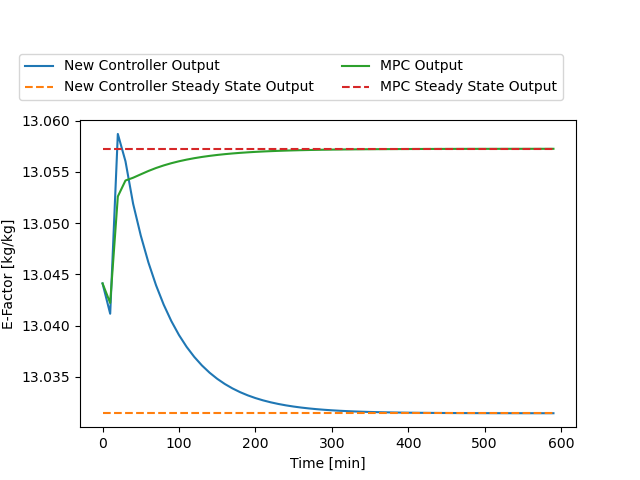 New Controller Output
MPC Output
New Controller Steady State Output
MPC Steady State Output
13.060
13.055
13.050
13.045
13.040
13.035
E-Factor [kg/kg]
0 100 200 300 400 500 600
Time [min]